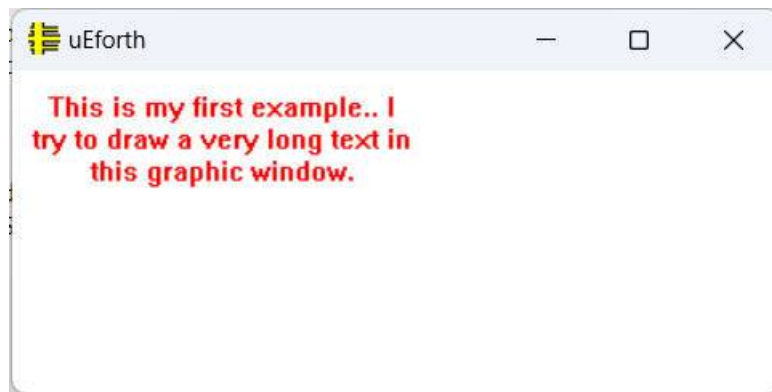 uEforth
This is my first example.. I
try to draw a very long text in
this graphic window.